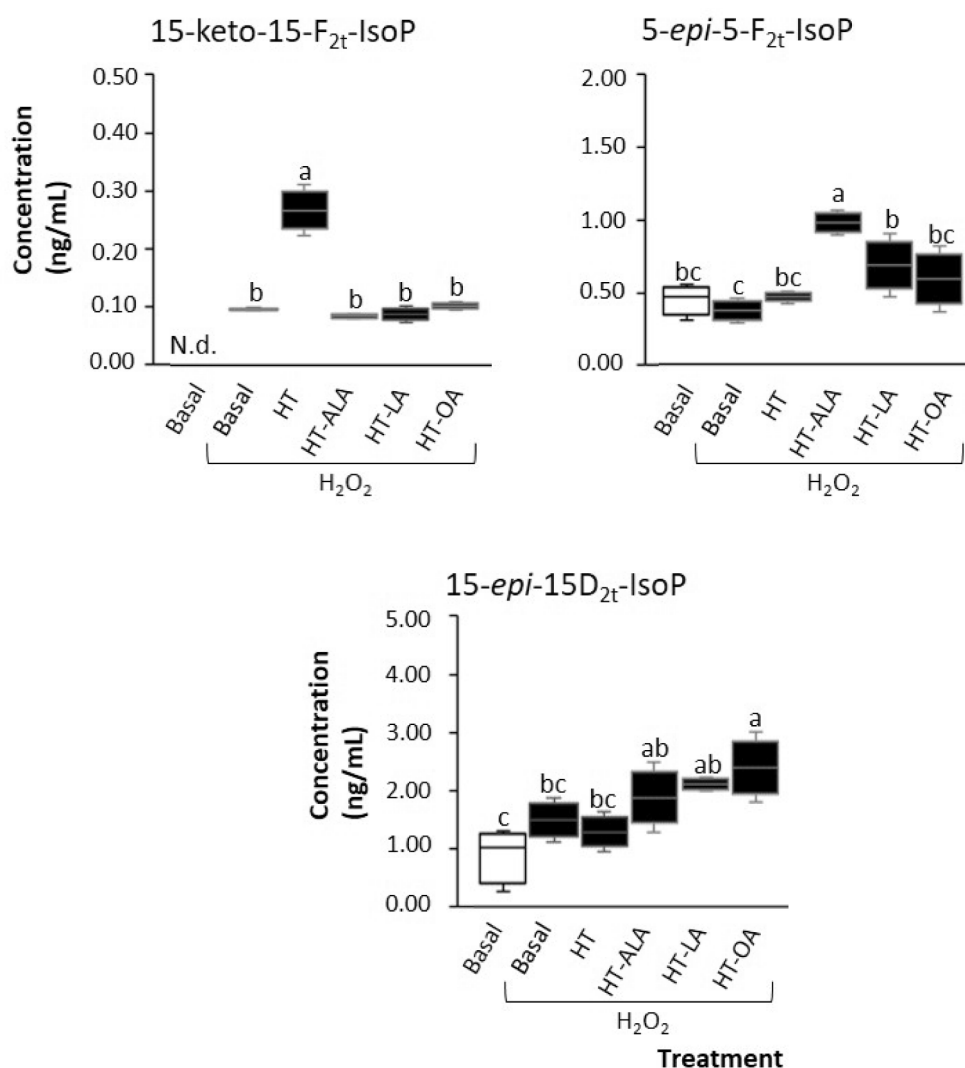 15-keto-15-F2t-IsoP
Concentration
(ng/mL)
0.50
0.40
0.30
0.20
0.10
0.00
a
b
b
b
b
N.d.
Basal
Basal
HT
HT-ALA
HT-LA
HT-OA
H2O2
5-epi-5-F2t-IsoP
2.00
1.50
1.00
0.50
0.00
bc
c
bc
a
b
bc
Basal
Basal
HT
HT-ALA
HT-LA
HT-OA
H2O2
15-epi-15D2t-IsoP
Concentration
(ng/mL)
5.00
4.00
3.00
2.00
1.00
0.00
c
bc
bc
ab
ab
a
Basal
Basal
HT
HT-ALA
HT-LA
HT-OA
H2O2
Treatment